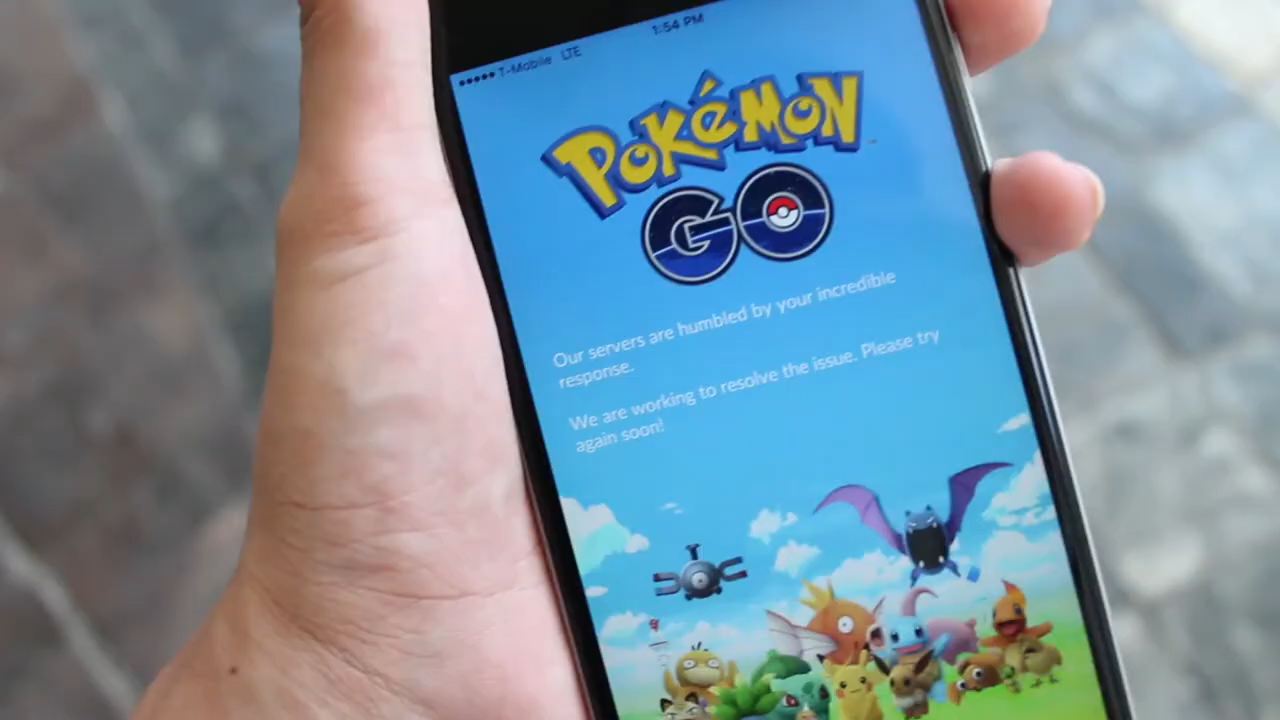 ●●●●● T-Mobile LTE 1:54 PM
POKéMON
GO
Our servers are humbled by your incredible
response.
We are working to resolve the issue. Please try
again soon!